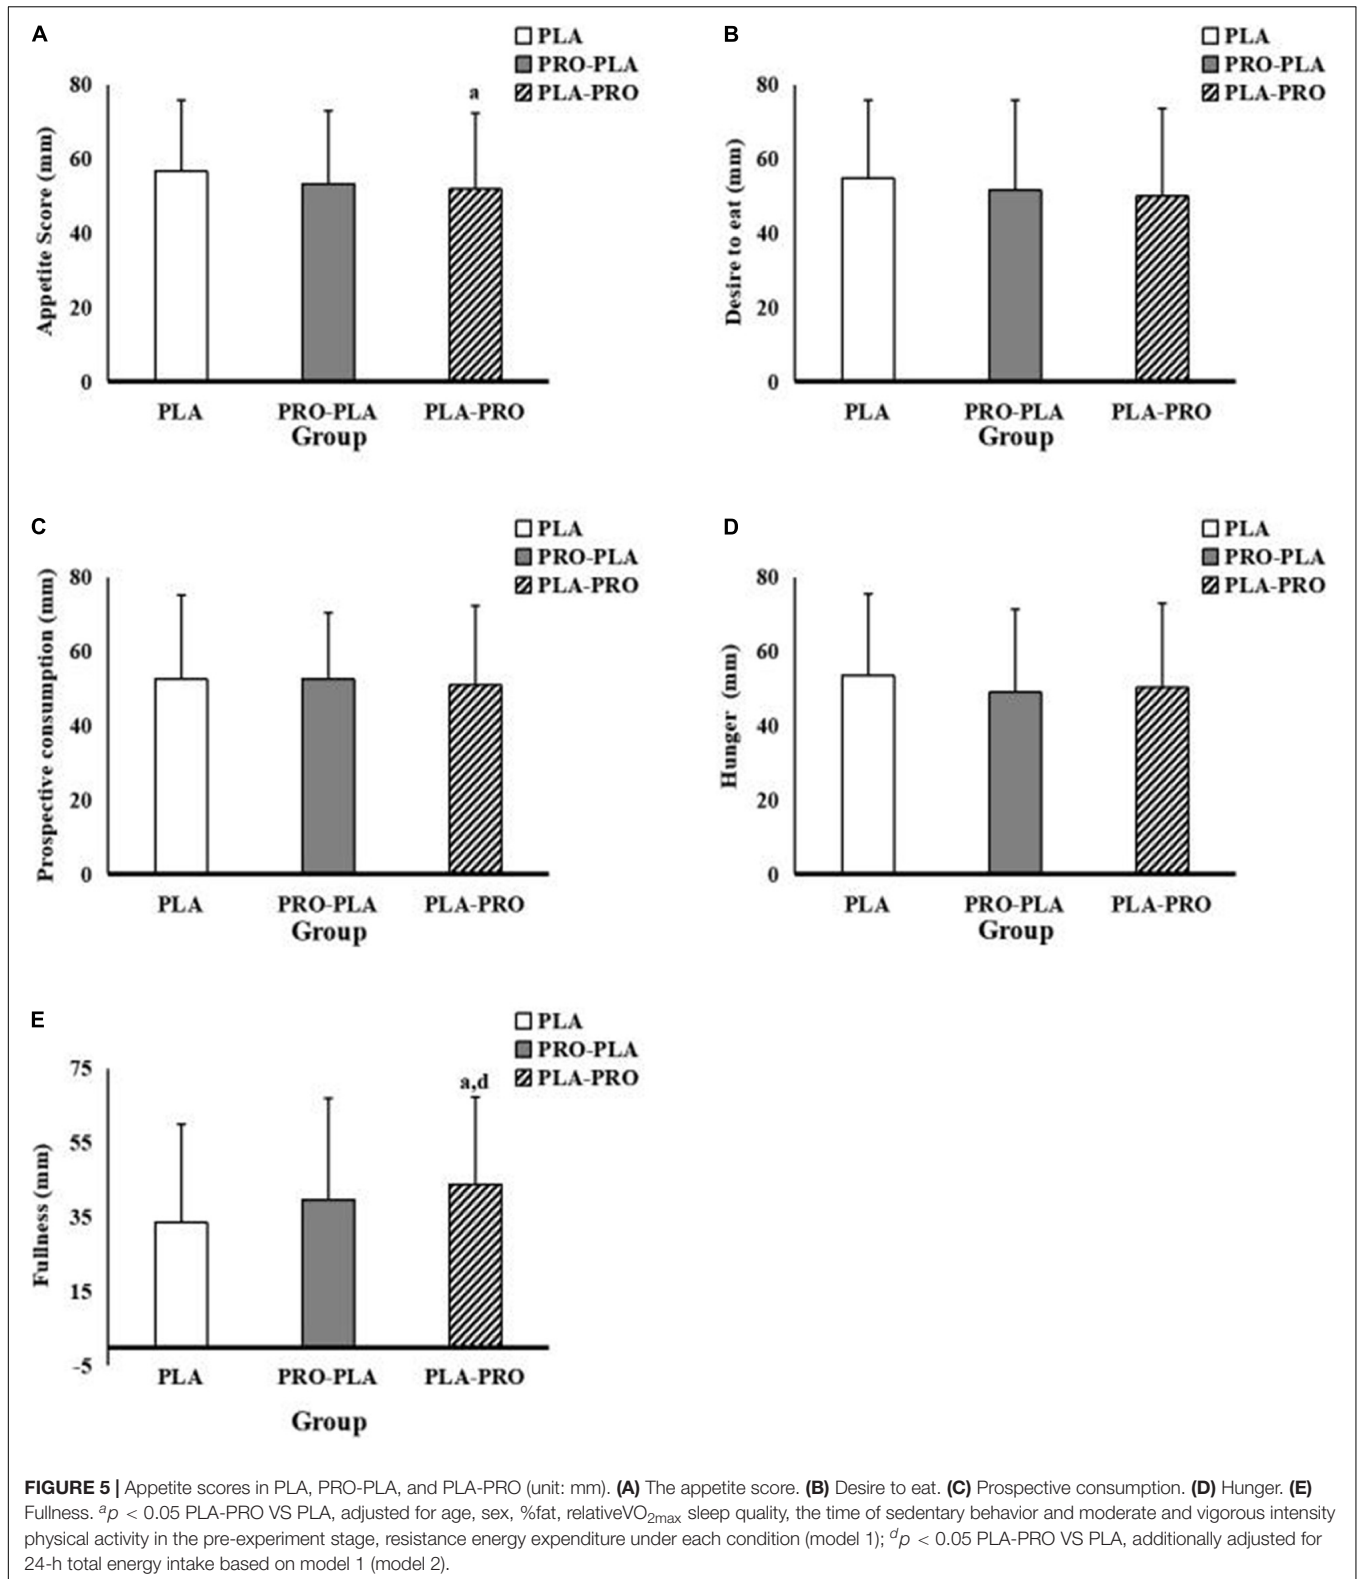 A
PLA
PRO-PLA
PLA-PRO
80
60
40
20
0
Appetite Score (mm)
a
PLA PRO-PLA PLA-PRO
Group
B
PLA
PRO-PLA
PLA-PRO
80
60
40
20
0
Desire to eat (mm)
PLA PRO-PLA PLA-PRO
Group
C
PLA
PRO-PLA
PLA-PRO
80
60
40
20
0
Prospective consumption (mm)
PLA PRO-PLA PLA-PRO
Group
D
PLA
PRO-PLA
PLA-PRO
80
60
40
20
0
Hunger (mm)
PLA PRO-PLA PLA-PRO
Group
E
PLA
PRO-PLA
PLA-PRO
75
55
35
15
-5
Fullness (mm)
a,d
PLA PRO-PLA PLA-PRO
Group
FIGURE 5 | Appetite scores in PLA, PRO-PLA, and PLA-PRO (unit: mm). (A) The appetite score. (B) Desire to eat. (C) Prospective consumption. (D) Hunger. (E)
Fullness. ᵃp < 0.05 PLA-PRO VS PLA, adjusted for age, sex, %fat, relativeVO₂max sleep quality, the time of sedentary behavior and moderate and vigorous intensity
physical activity in the pre-experiment stage, resistance energy expenditure under each condition (model 1); ᵈp < 0.05 PLA-PRO VS PLA, additionally adjusted for
24-h total energy intake based on model 1 (model 2).